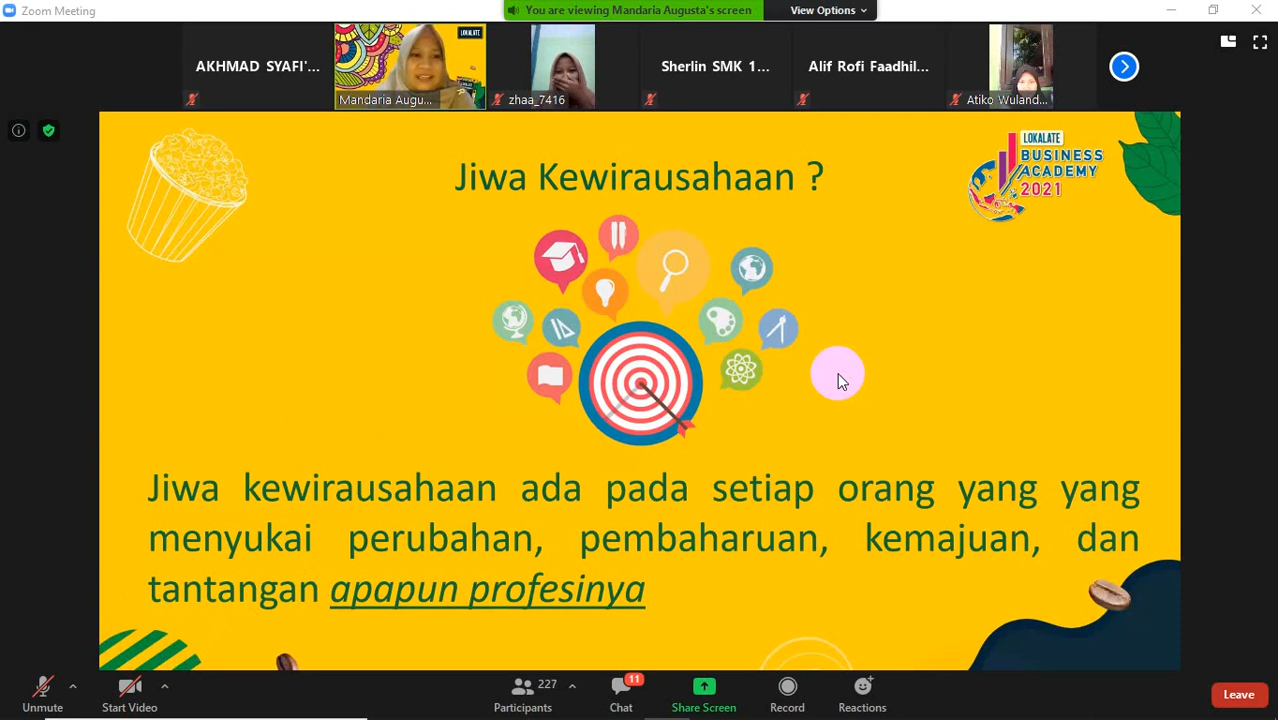 Zoom Meeting
You are viewing Mandaria Augusta's screen
View Options
AKHMAD SYAFI'...
LOKALATE
Mandaria Augu...
zhaa_7416
Sherlin SMK 1...
Alif Rofi Faadhil...
Atiko Wuland...
Jiwa Kewirausahaan ?
LOKALATE
BUSINESS
ACADEMY
2021
Jiwa kewirausahaan ada pada setiap orang yang yang
menyukai perubahan, pembaharuan, kemajuan, dan
tantangan apapun profesinya
Unmute
Start Video
227
Participants
11
Chat
Share Screen
Record
Reactions
Leave